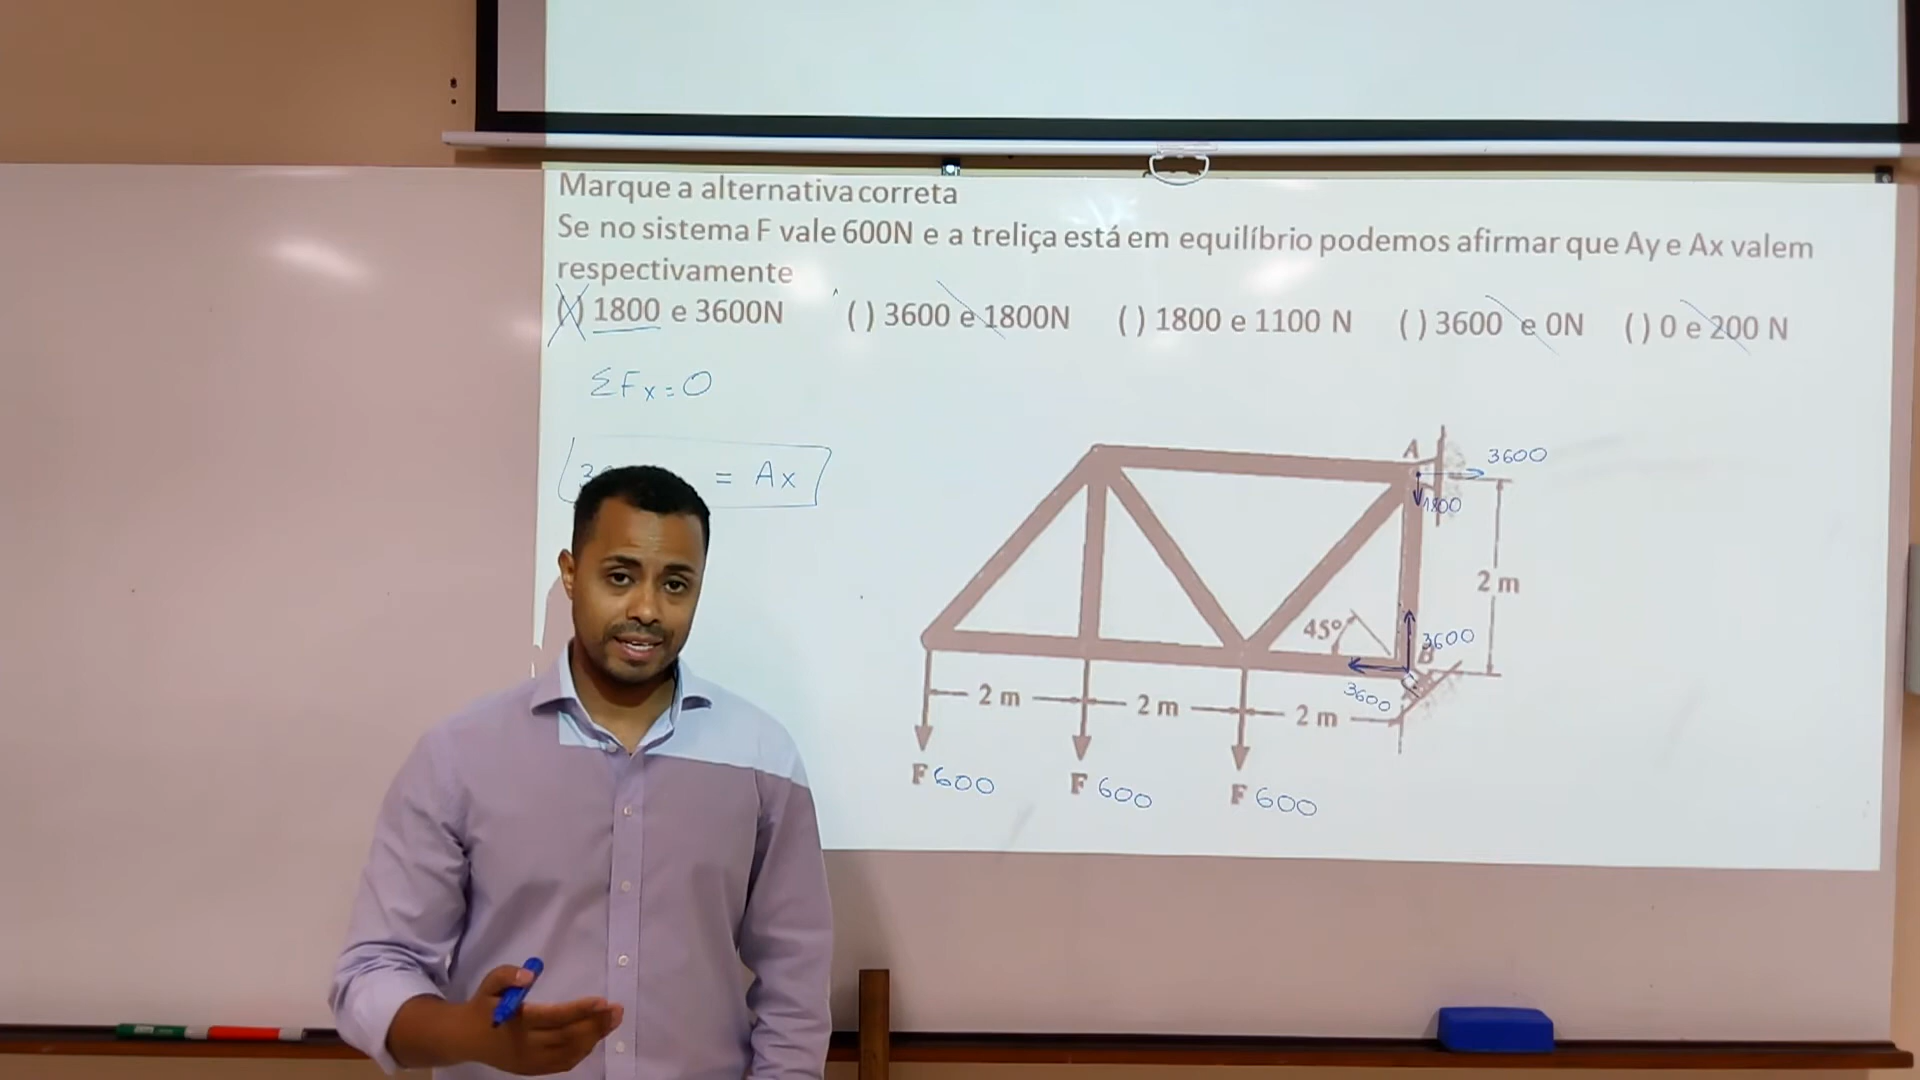 Marque a alternativa correta
Se no sistema F vale 600N e a treliça está em equilíbrio podemos afirmar que Ay e Ax valem
respectivamente
(X) 1800 e 3600N ( ) 3600 e 1800N ( ) 1800 e 1100 N ( ) 3600 e 0N ( ) 0 e 200 N
ΣFx = 0
= Ax
A
3600
1800
2 m
45°
3600
B
3600
2 m 2 m 2 m
F 600 F 600 F 600